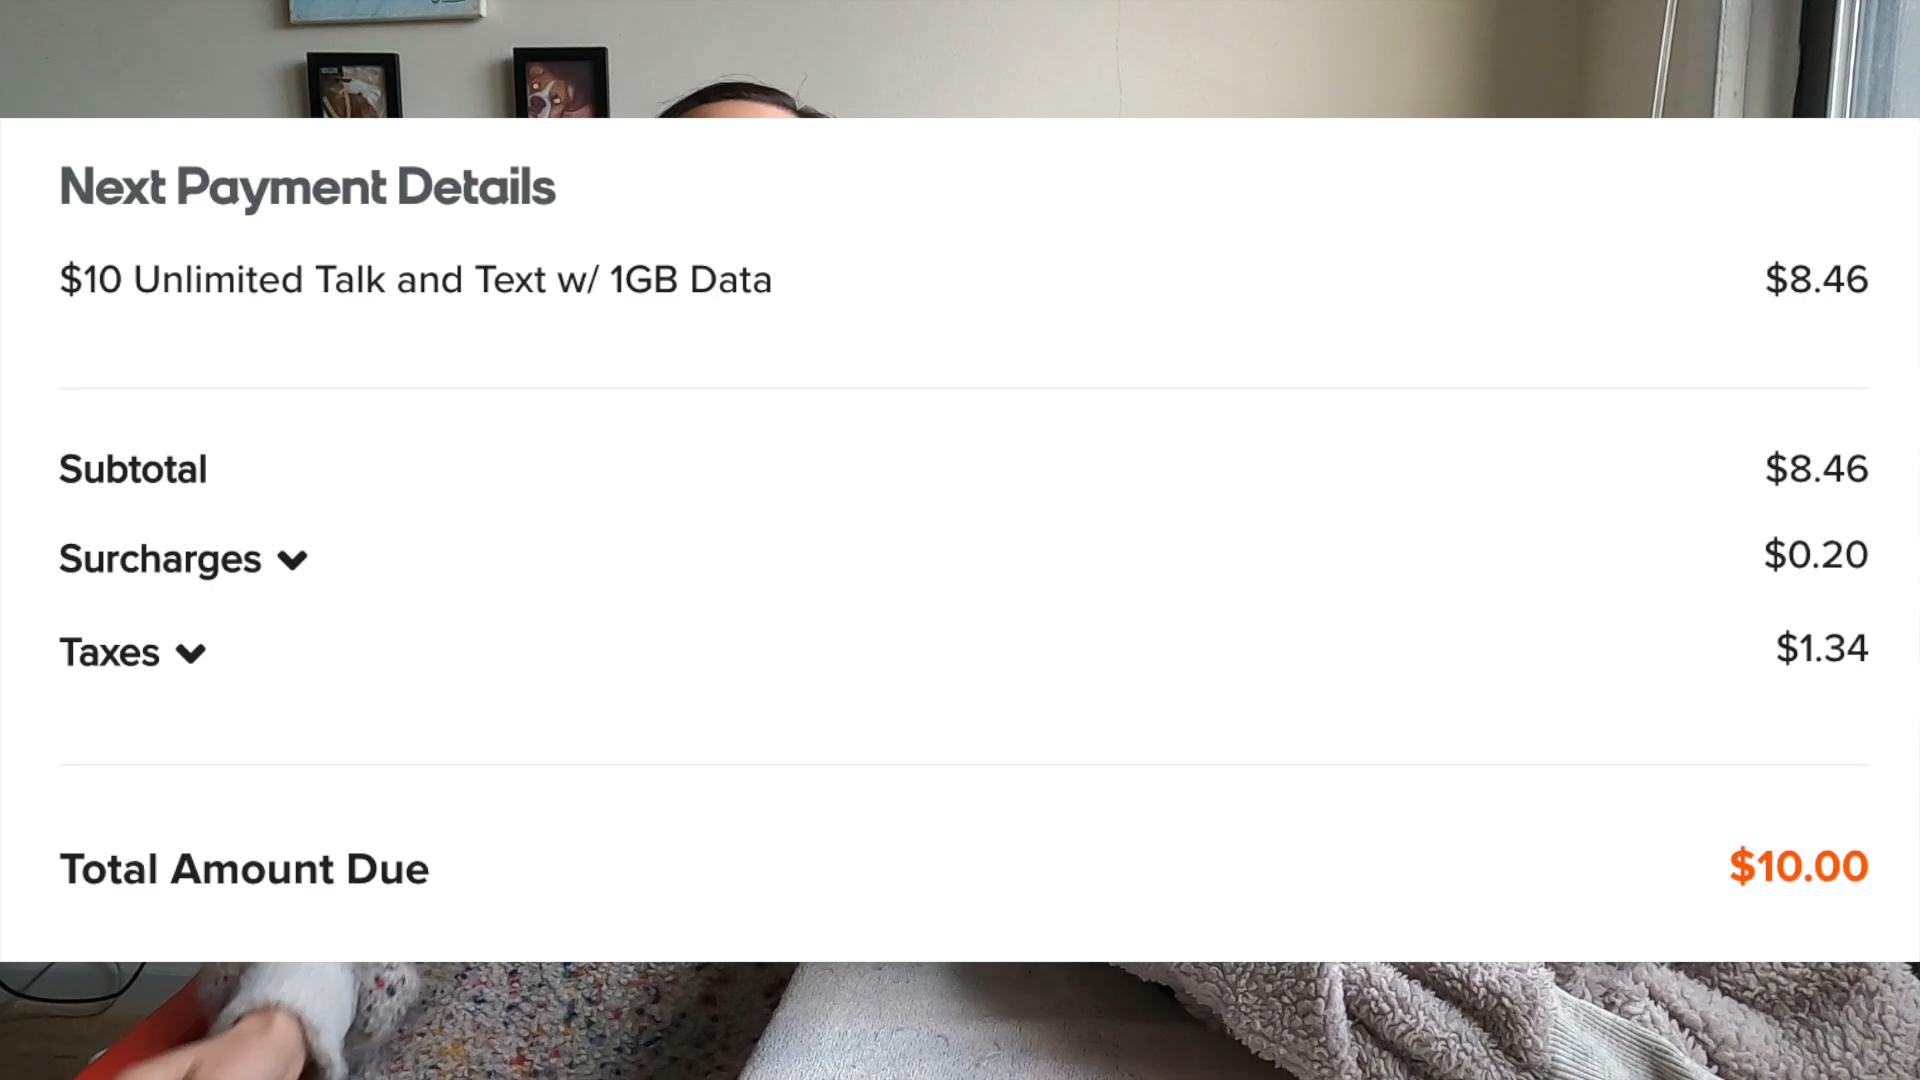 Next Payment Details
$10 Unlimited Talk and Text w/ 1GB Data $8.46
Subtotal $8.46
Surcharges $0.20
Taxes $1.34
Total Amount Due $10.00